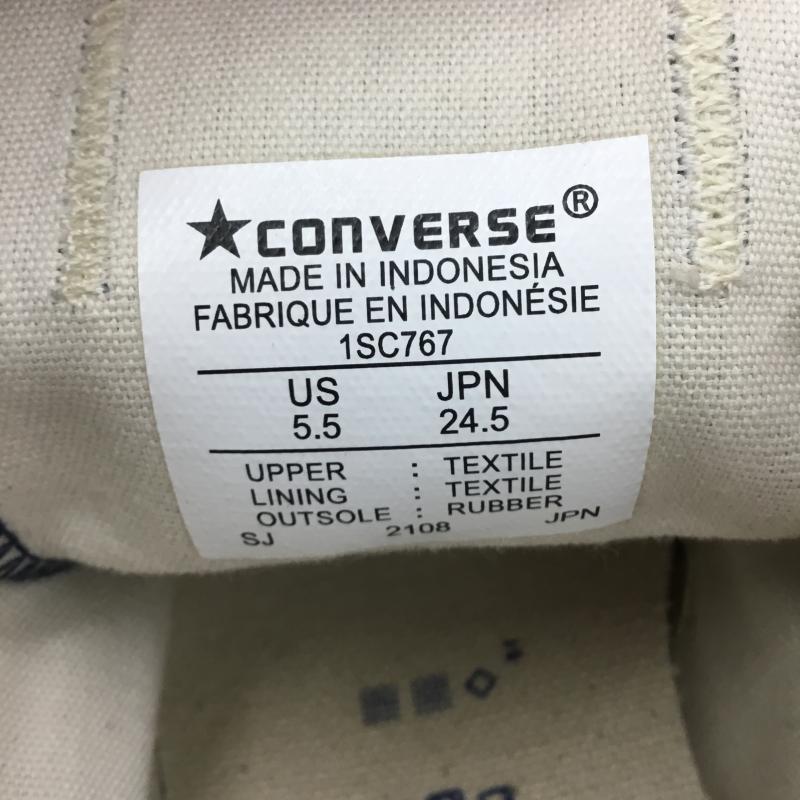 ★CONVERSE®
MADE IN INDONESIA
FABRIQUE EN INDONÉSIE
1SC767
US JPN
5.5 24.5
UPPER : TEXTILE
LINING : TEXTILE
OUTSOLE : RUBBER
SJ 2108 JPN